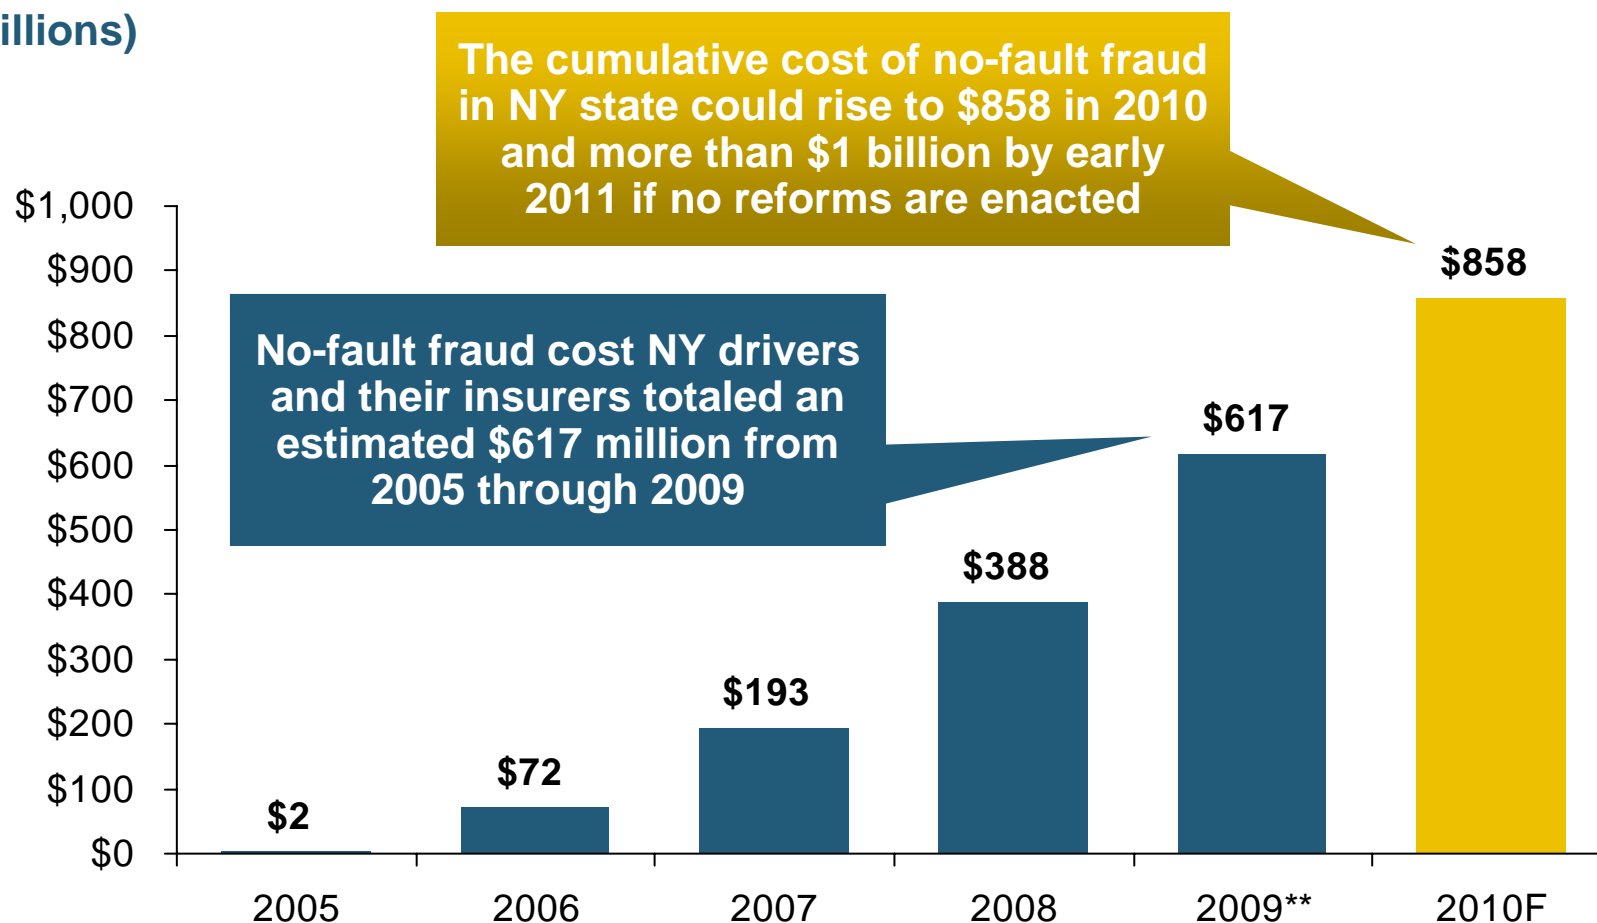 illions)
The cumulative cost of no-fault fraud
in NY state could rise to $858 in 2010
and more than $1 billion by early
2011 if no reforms are enacted
$1,000
$900
$800
$700
$600
$500
$400
$300
$200
$100
$0
No-fault fraud cost NY drivers
and their insurers totaled an
estimated $617 million from
2005 through 2009
$2
$72
$193
$388
$617
$858
2005 2006 2007 2008 2009** 2010F